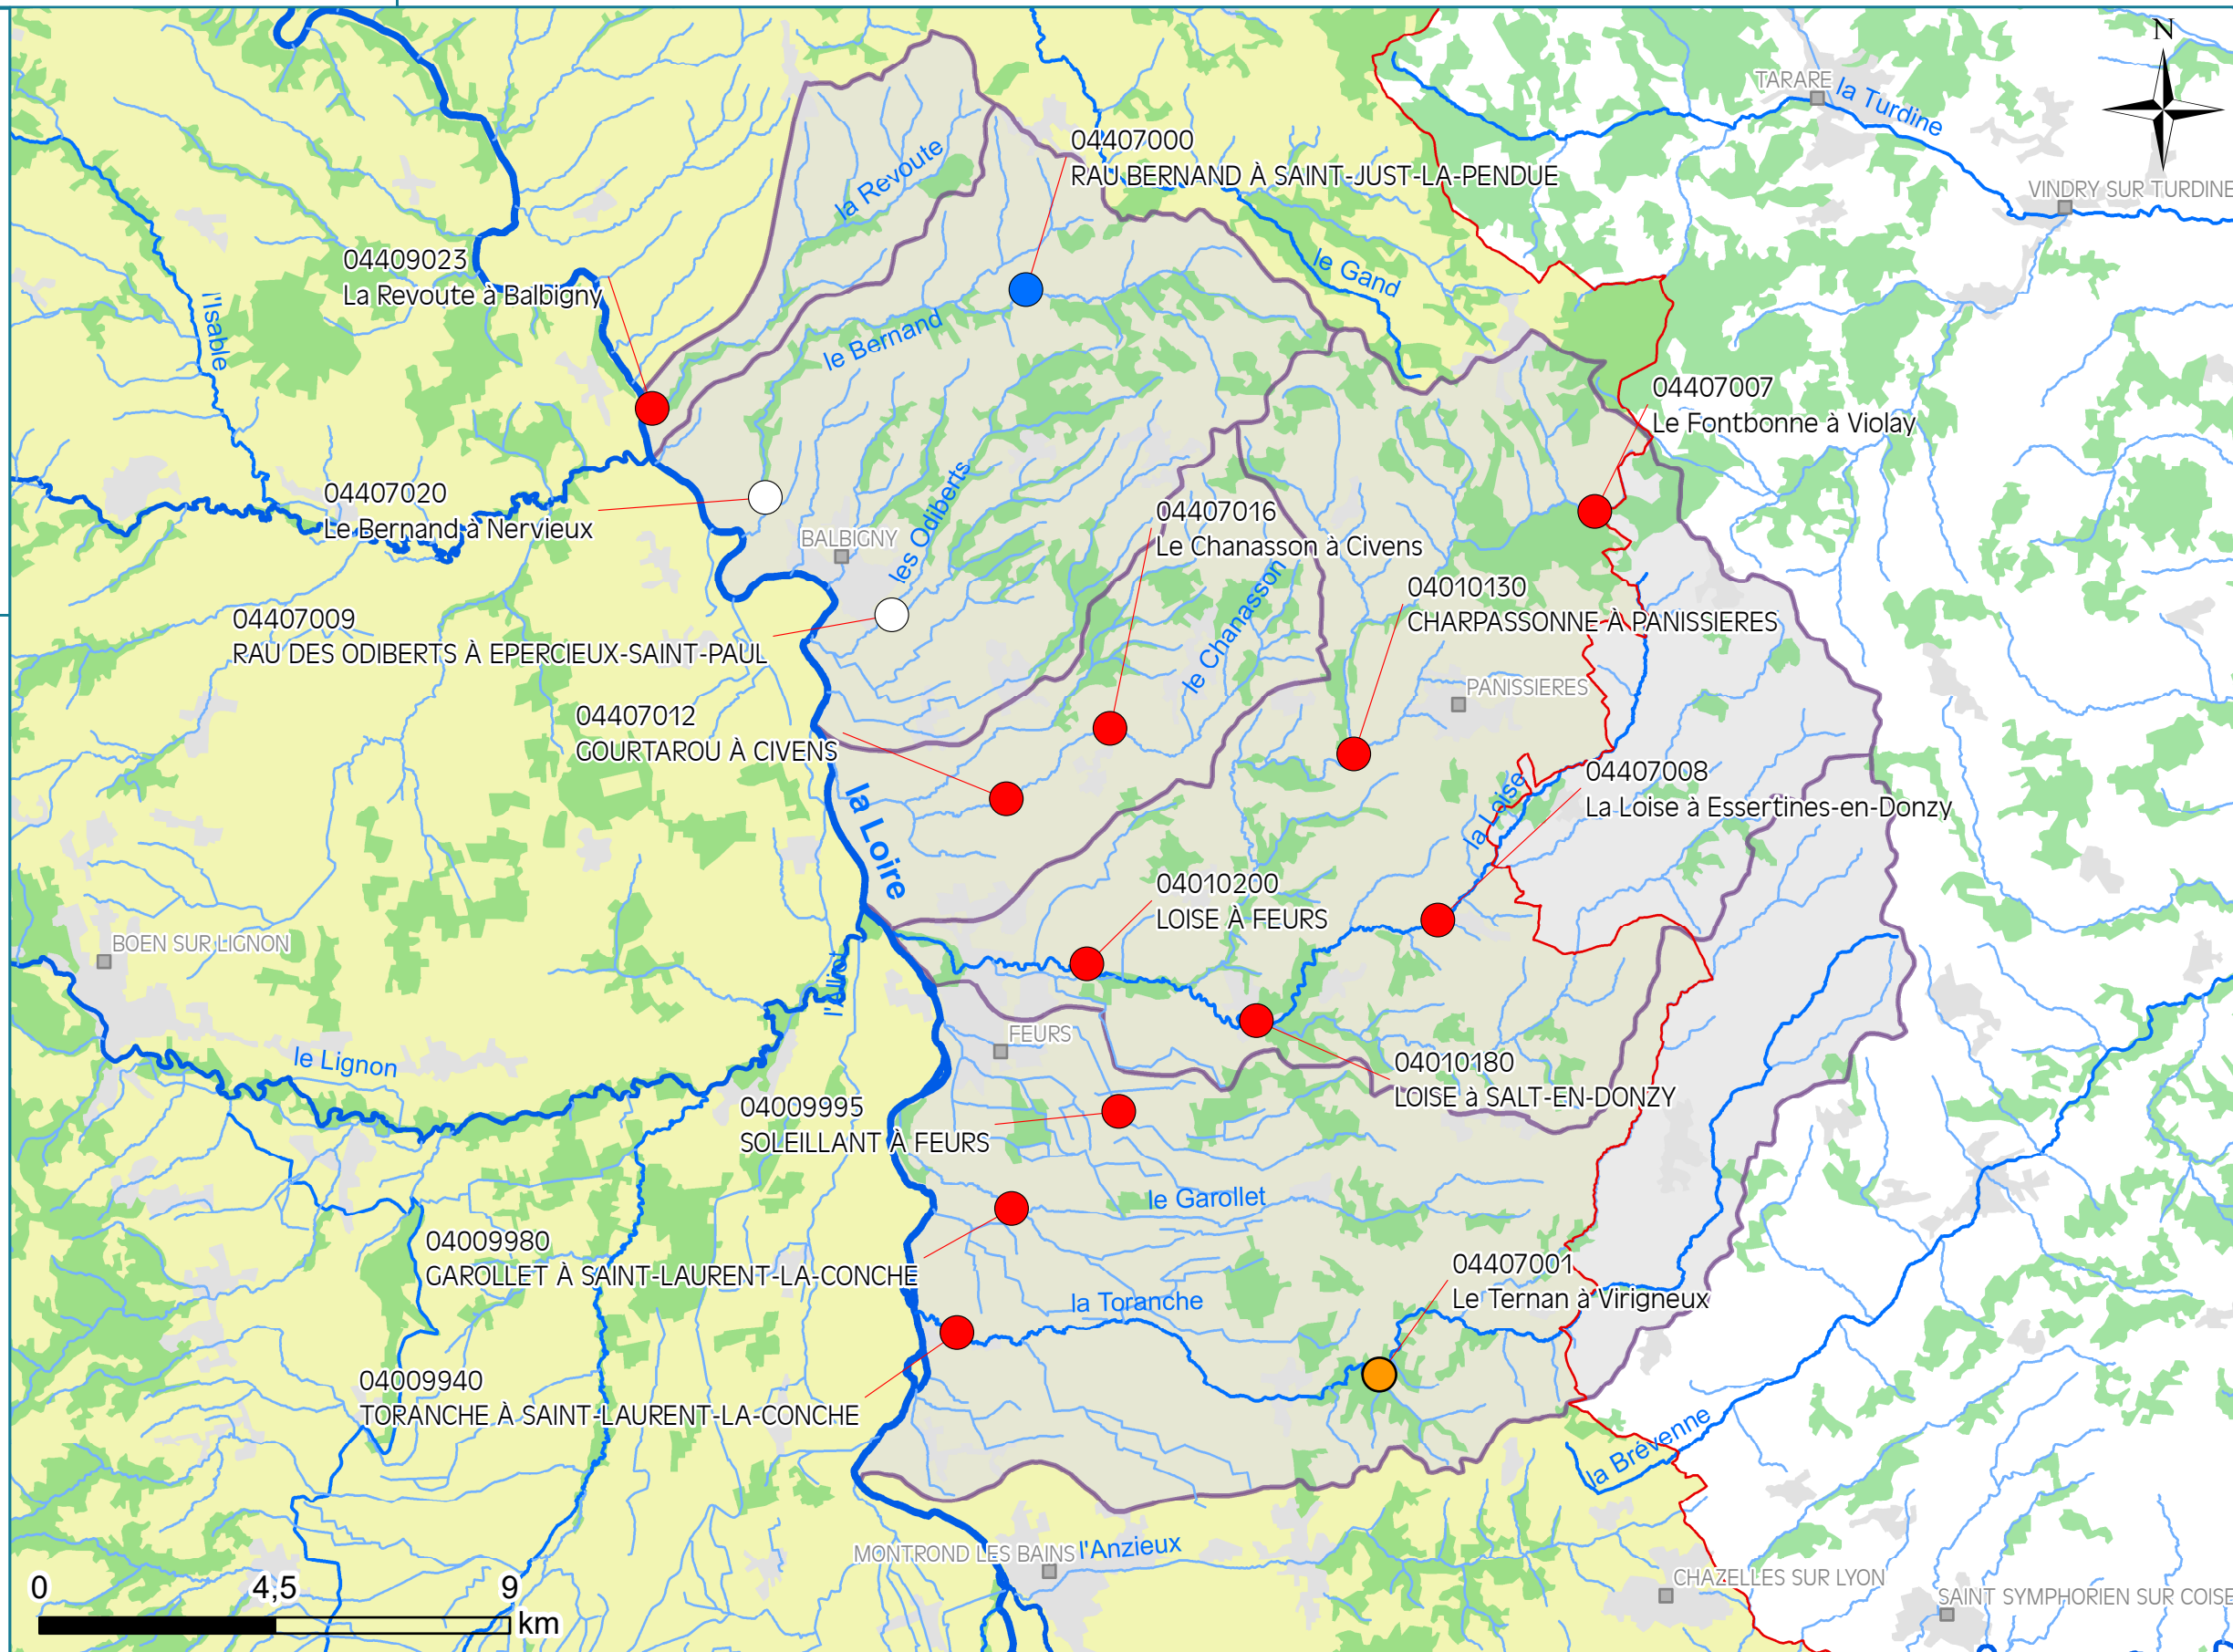 N
TARARE
la Turdine
VINDRY SUR TURDINE
04407000
RAU BERNAND À SAINT-JUST-LA-PENDUE
la Revoute
le Gand
04409023
La Revoute à Balbigny
l'Isable
le Bernand
04407007
Le Fontbonne à Violay
04407020
Le Bernand à Nervieux
les Odiberts
04407016
Le Chanasson à Civens
BALBIGNY
le Chanasson
04010130
CHARPASSONNE À PANISSIERES
04407009
RAU DES ODIBERTS À EPERCIEUX-SAINT-PAUL
PANISSIERES
04407012
GOURTAROU À CIVENS
la Loire
la Loise
04407008
La Loise à Essertines-en-Donzy
04010200
LOISE À FEURS
BOEN SUR LIGNON
FEURS
le Lignon
04010180
LOISE à SALT-EN-DONZY
04009995
SOLEILLANT À FEURS
le Garollet
04009980
GAROLLET À SAINT-LAURENT-LA-CONCHE
04407001
Le Ternan à Virigneux
la Toranche
04009940
TORANCHE À SAINT-LAURENT-LA-CONCHE
la Brévenne
MONTROND LES BAINS
l'Anzieux
CHAZELLES SUR LYON
SAINT SYMPHORIEN SUR COISE
0 4,5 9
km